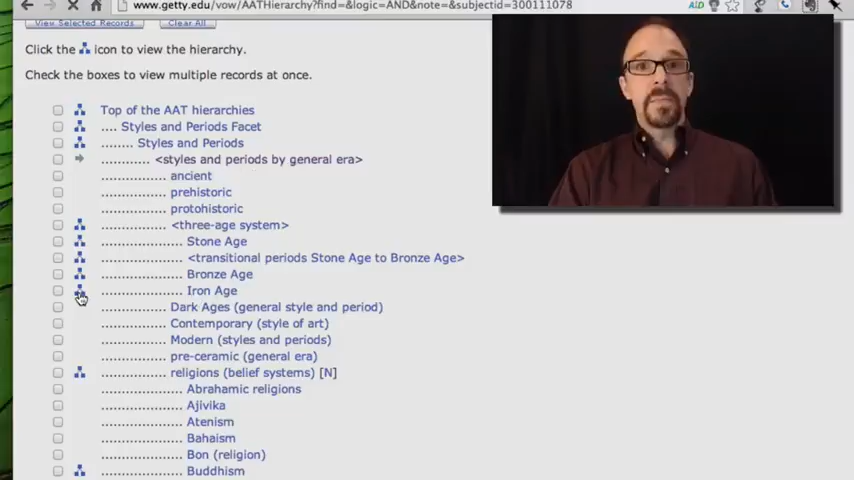 www.getty.edu/vow/AATHierarchy?find=&logic=AND&note=&subjectid=300111078
View Selected Records Clear All
Click the icon to view the hierarchy.
Check the boxes to view multiple records at once.
Top of the AAT hierarchies
.... Styles and Periods Facet
........ Styles and Periods
............ <styles and periods by general era>
................ ancient
................ prehistoric
................ protohistoric
................ <three-age system>
.................... Stone Age
.................... <transitional periods Stone Age to Bronze Age>
.................... Bronze Age
.................... Iron Age
................ Dark Ages (general style and period)
................ Contemporary (style of art)
................ Modern (styles and periods)
................ pre-ceramic (general era)
................ religions (belief systems) [N]
.................... Abrahamic religions
.................... Ajivika
.................... Atenism
.................... Bahaism
.................... Bon (religion)
.................... Buddhism